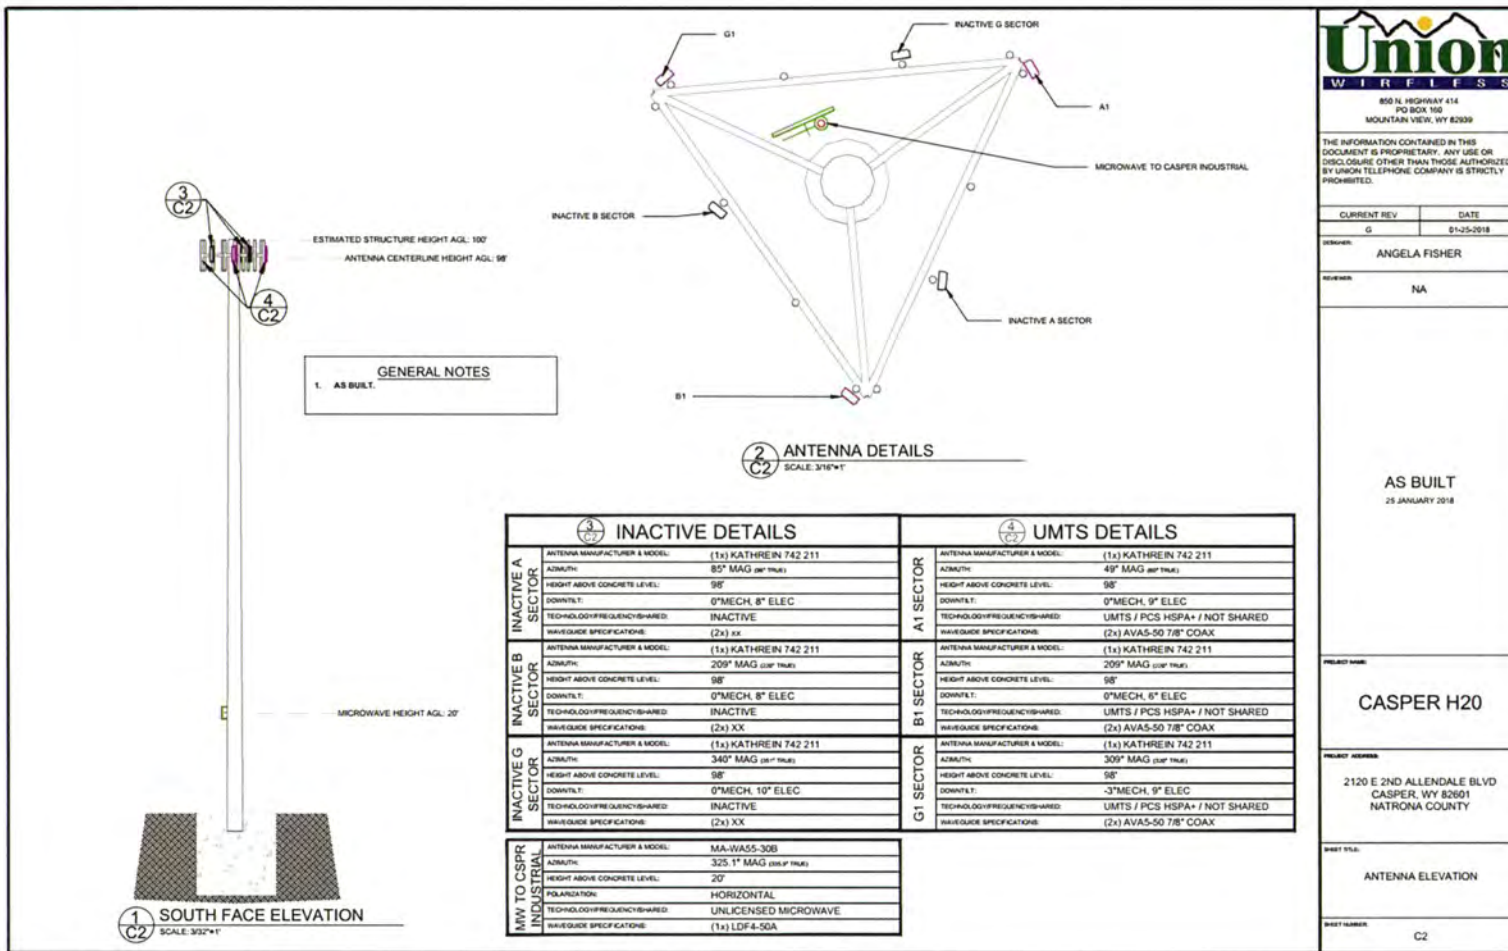 G1
INACTIVE G SECTOR
A1
MICROWAVE TO CASPER INDUSTRIAL
INACTIVE B SECTOR
INACTIVE A SECTOR
B1
3
C2
ESTIMATED STRUCTURE HEIGHT AGL: 100'
ANTENNA CENTERLINE HEIGHT AGL: 98'
4
C2
GENERAL NOTES
1. AS BUILT.
2
C2
ANTENNA DETAILS
SCALE: 3/16"=1'
MICROWAVE HEIGHT AGL: 20'
1
C2
SOUTH FACE ELEVATION
SCALE: 3/32"=1'
3
C2
INACTIVE DETAILS
INACTIVE A SECTOR
ANTENNA MANUFACTURER & MODEL: (1x) KATHREIN 742 211
AZIMUTH: 85° MAG
HEIGHT ABOVE CONCRETE LEVEL: 98'
DOWNTILT: 0°MECH, 8° ELEC
TECHNOLOGY/FREQUENCY/SHARED: INACTIVE
WAVEGUIDE SPECIFICATIONS: (2x) xx
INACTIVE B SECTOR
ANTENNA MANUFACTURER & MODEL: (1x) KATHREIN 742 211
AZIMUTH: 209° MAG
HEIGHT ABOVE CONCRETE LEVEL: 98'
DOWNTILT: 0°MECH, 8° ELEC
TECHNOLOGY/FREQUENCY/SHARED: INACTIVE
WAVEGUIDE SPECIFICATIONS: (2x) XX
INACTIVE G SECTOR
ANTENNA MANUFACTURER & MODEL: (1x) KATHREIN 742 211
AZIMUTH: 340° MAG
HEIGHT ABOVE CONCRETE LEVEL: 98'
DOWNTILT: 0°MECH, 10° ELEC
TECHNOLOGY/FREQUENCY/SHARED: INACTIVE
WAVEGUIDE SPECIFICATIONS: (2x) XX
4
C2
UMTS DETAILS
A1 SECTOR
ANTENNA MANUFACTURER & MODEL: (1x) KATHREIN 742 211
AZIMUTH: 49° MAG
HEIGHT ABOVE CONCRETE LEVEL: 98'
DOWNTILT: 0°MECH, 9° ELEC
TECHNOLOGY/FREQUENCY/SHARED: UMTS / PCS HSPA+ / NOT SHARED
WAVEGUIDE SPECIFICATIONS: (2x) AVA5-50 7/8" COAX
B1 SECTOR
ANTENNA MANUFACTURER & MODEL: (1x) KATHREIN 742 211
AZIMUTH: 209° MAG
HEIGHT ABOVE CONCRETE LEVEL: 98'
DOWNTILT: 0°MECH, 6° ELEC
TECHNOLOGY/FREQUENCY/SHARED: UMTS / PCS HSPA+ / NOT SHARED
WAVEGUIDE SPECIFICATIONS: (2x) AVA5-50 7/8" COAX
G1 SECTOR
ANTENNA MANUFACTURER & MODEL: (1x) KATHREIN 742 211
AZIMUTH: 309° MAG
HEIGHT ABOVE CONCRETE LEVEL: 98'
DOWNTILT: -3°MECH, 9° ELEC
TECHNOLOGY/FREQUENCY/SHARED: UMTS / PCS HSPA+ / NOT SHARED
WAVEGUIDE SPECIFICATIONS: (2x) AVA5-50 7/8" COAX
MW TO CSPR INDUSTRIAL
ANTENNA MANUFACTURER & MODEL: MA-WA55-30B
AZIMUTH: 325.1° MAG
HEIGHT ABOVE CONCRETE LEVEL: 20'
POLARIZATION: HORIZONTAL
TECHNOLOGY/FREQUENCY/SHARED: UNLICENSED MICROWAVE
WAVEGUIDE SPECIFICATIONS: (1x) LDF4-50A
Union
WIRELESS
850 N. HIGHWAY 414
PO BOX 160
MOUNTAIN VIEW, WY 82939
THE INFORMATION CONTAINED IN THIS
DOCUMENT IS PROPRIETARY. ANY USE OR
DISCLOSURE OTHER THAN THOSE AUTHORIZED
BY UNION TELEPHONE COMPANY IS STRICTLY
PROHIBITED.
CURRENT REV DATE
G 01-25-2018
DESIGNER:
ANGELA FISHER
REVIEWER:
NA
AS BUILT
25 JANUARY 2018
PROJECT NAME:
CASPER H20
PROJECT ADDRESS:
2120 E 2ND ALLENDALE BLVD
CASPER, WY 82601
NATRONA COUNTY
SHEET TITLE:
ANTENNA ELEVATION
SHEET NUMBER:
C2